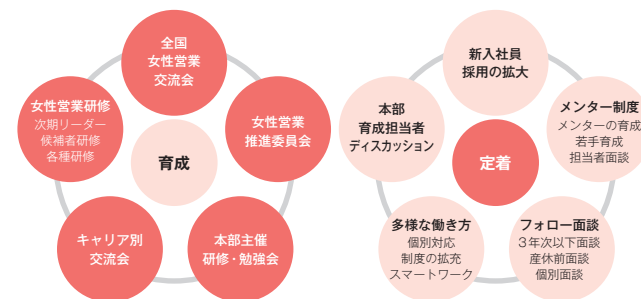 全国
女性営業
交流会
女性営業研修
次期リーダー
候補者研修
各種研修
女性営業
推進委員会
育成
キャリア別
交流会
本部主催
研修・勉強会
新入社員
採用の拡大
本部
育成担当者
ディスカッション
メンター制度
メンターの育成
若手育成
担当者面談
定着
多様な働き方
個別対応
制度の拡充
スマートワーク
フォロー面談
3年次以下面談
産休前面談
個別面談